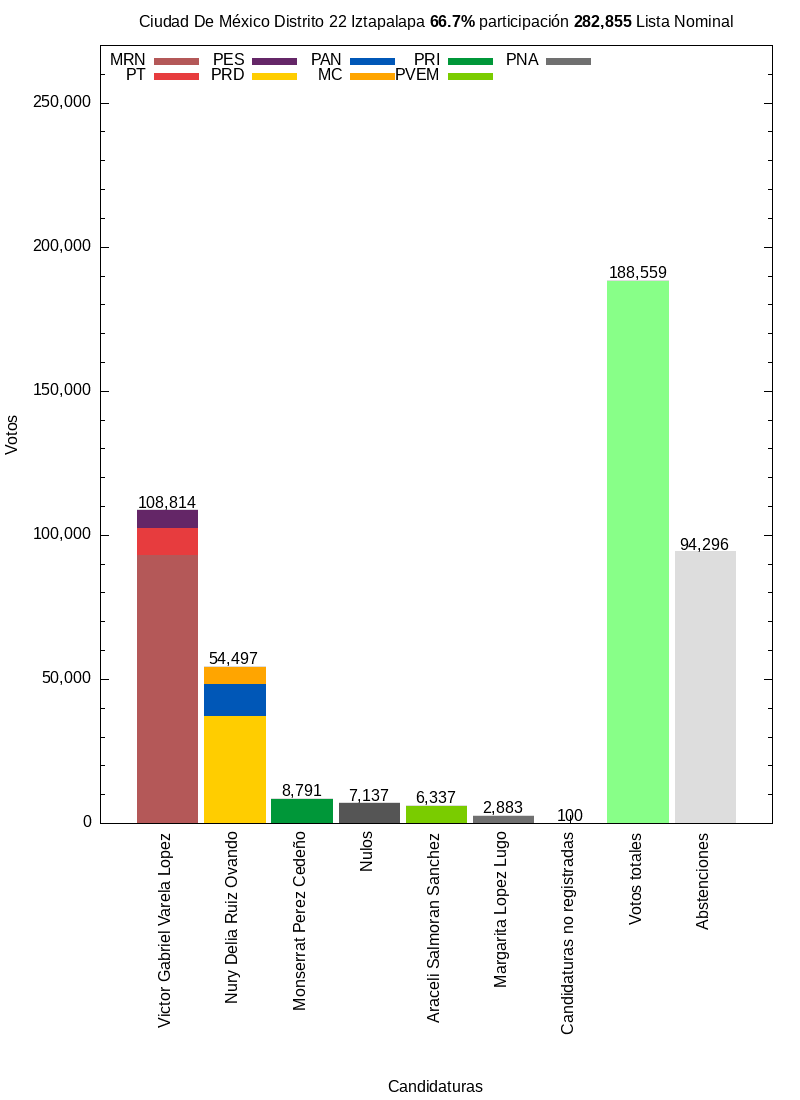 Ciudad De México Distrito 22 Iztapalapa 66.7% participación 282,855 Lista Nominal
MRN PES PAN PRI PNA
PT PRD MC PVEM
250,000
200,000
150,000
100,000
50,000
0
Votos
108,814
54,497
8,791
7,137
6,337
2,883
100
188,559
94,296
Victor Gabriel Varela Lopez
Nury Delia Ruiz Ovando
Monserrat Perez Cedeño
Nulos
Araceli Salmoran Sanchez
Margarita Lopez Lugo
Candidaturas no registradas
Votos totales
Abstenciones
Candidaturas